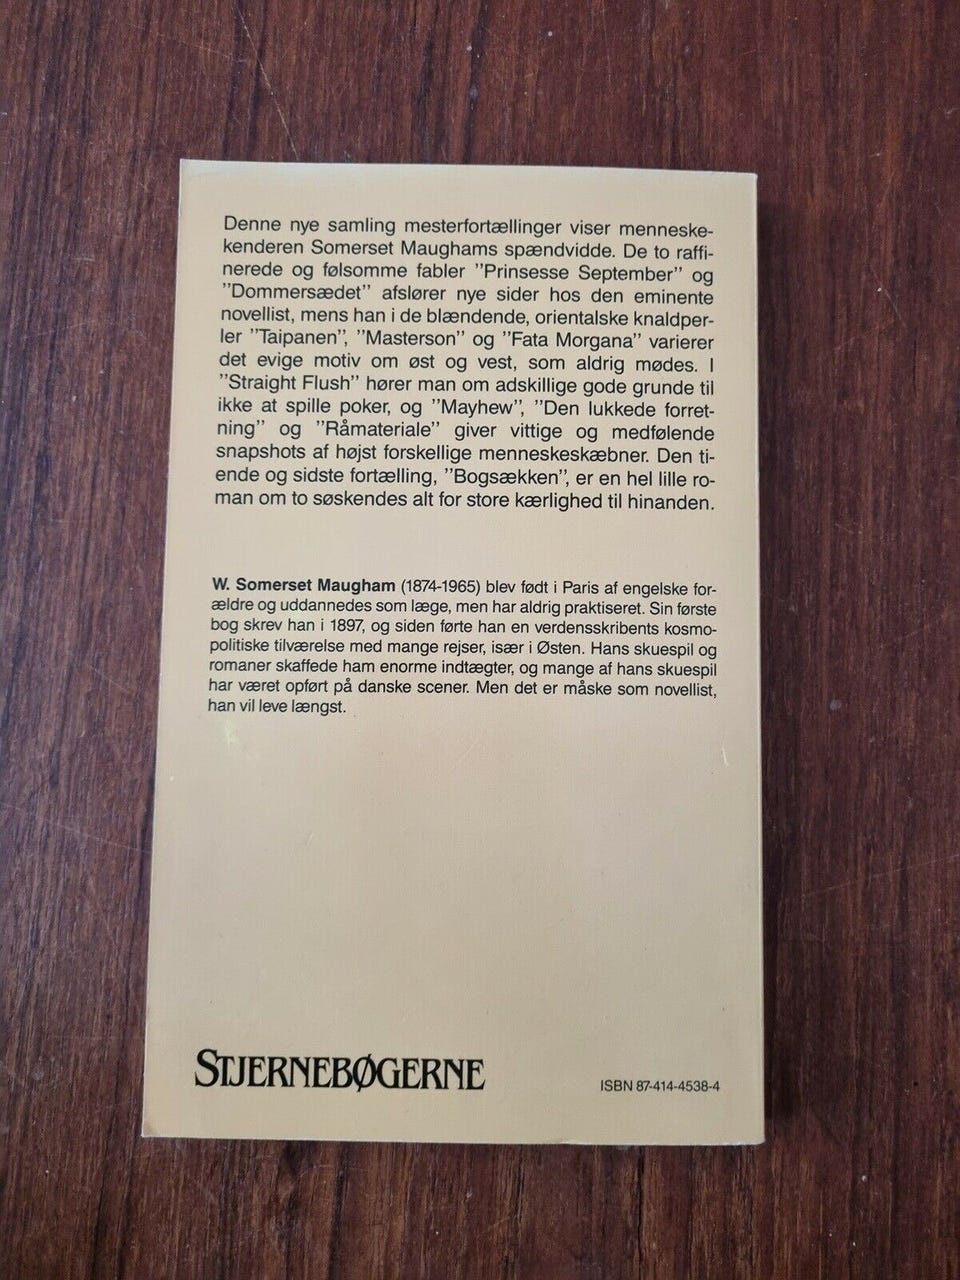 Denne nye samling mesterfortællinger viser menneske-
kenderen Somerset Maughams spændvidde. De to raffi-
nerede og følsomme fabler ”Prinsesse September” og
”Dommersædet” afslører nye sider hos den eminente
novellist, mens han i de blændende, orientalske knaldper-
ler ”Taipanen”, ”Masterson” og ”Fata Morgana” varierer
det evige motiv om øst og vest, som aldrig mødes. I
”Straight Flush” hører man om adskillige gode grunde til
ikke at spille poker, og ”Mayhew”, ”Den lukkede forret-
ning” og ”Råmateriale” giver vittige og medfølende
snapshots af højst forskellige menneskeskæbner. Den ti-
ende og sidste fortælling, ”Bogsækken”, er en hel lille ro-
man om to søskendes alt for store kærlighed til hinanden.
W. Somerset Maugham (1874-1965) blev født i Paris af engelske for-
ældre og uddannedes som læge, men har aldrig praktiseret. Sin første
bog skrev han i 1897, og siden førte han en verdensskribents kosmo-
politiske tilværelse med mange rejser, især i Østen. Hans skuespil og
romaner skaffede ham enorme indtægter, og mange af hans skuespil
har været opført på danske scener. Men det er måske som novellist,
han vil leve længst.
STJERNEBØGERNE
ISBN 87-414-4538-4